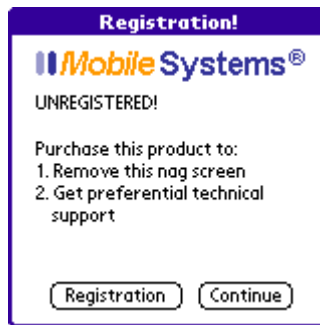 Registration!
Mobile Systems®
UNREGISTERED!
Purchase this product to:
1. Remove this nag screen
2. Get preferential technical
support
Registration Continue